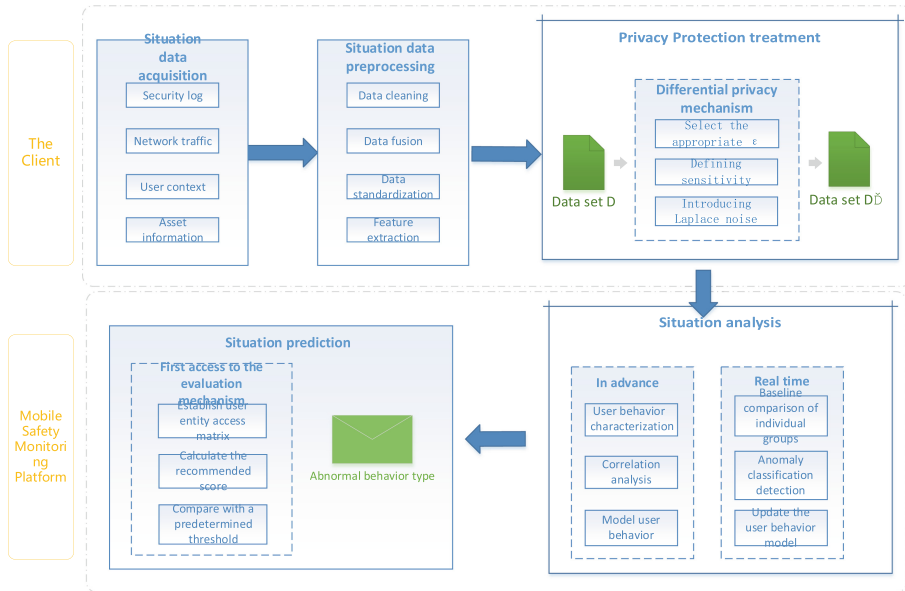 The
Client
Situation
data
acquisition
Security log
Network traffic
User context
Asset
information
Situation data
preprocessing
Data cleaning
Data fusion
Data
standardization
Feature
extraction
Privacy Protection treatment
Data set D
Differential privacy
mechanism
Select the
appropriate ε
Defining
sensitivity
Introducing
Laplace noise
Data set DĎ
Mobile
Safety
Monitori
ng
Platform
Situation prediction
First access to the
evaluation
mechanism
Establish user
entity access
matrix
Calculate the
recommended
score
Compare with a
predetermined
threshold
Abnormal behavior type
Situation analysis
In advance
User behavior
characterization
Correlation
analysis
Model user
behavior
Real time
Baseline
comparison of
individual
groups
Anomaly
classification
detection
Update the
user behavior
model